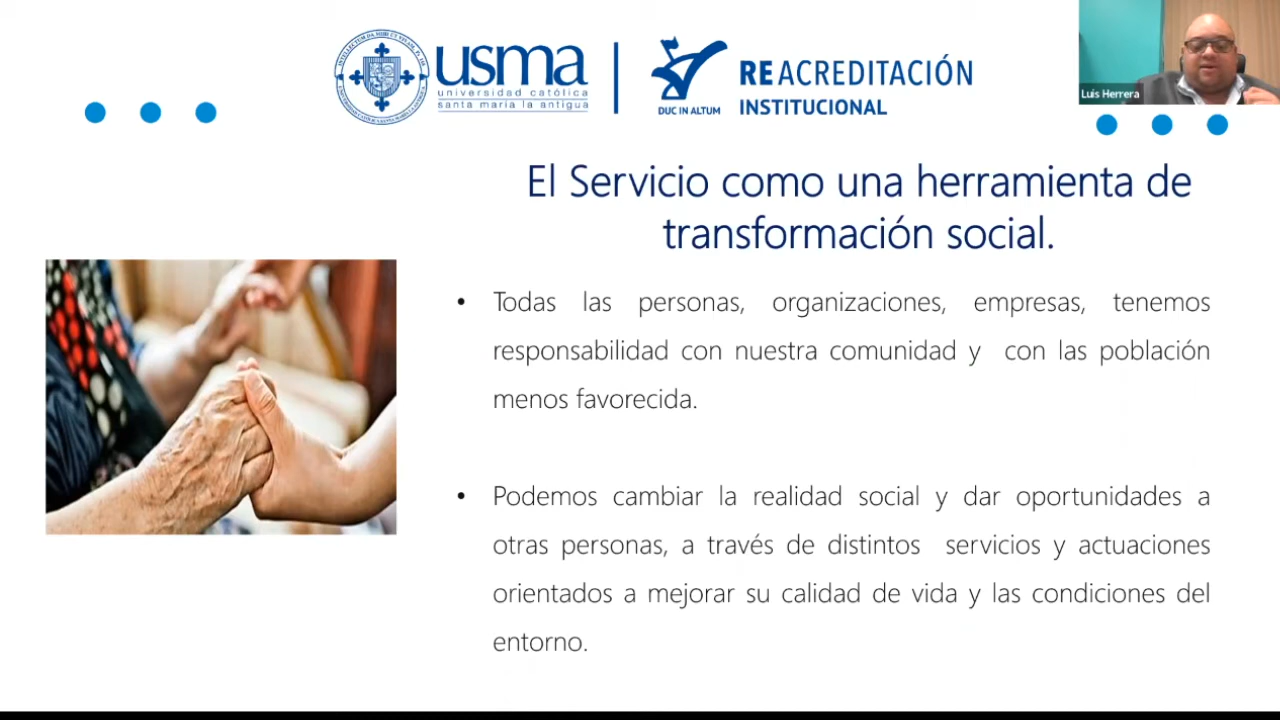 usma
universidad católica
santa maría la antigua
DUC IN ALTUM
REACREDITACIÓN
INSTITUCIONAL
Luis Herrera
El Servicio como una herramienta de
transformación social.
• Todas las personas, organizaciones, empresas, tenemos
responsabilidad con nuestra comunidad y con las población
menos favorecida.
• Podemos cambiar la realidad social y dar oportunidades a
otras personas, a través de distintos servicios y actuaciones
orientados a mejorar su calidad de vida y las condiciones del
entorno.